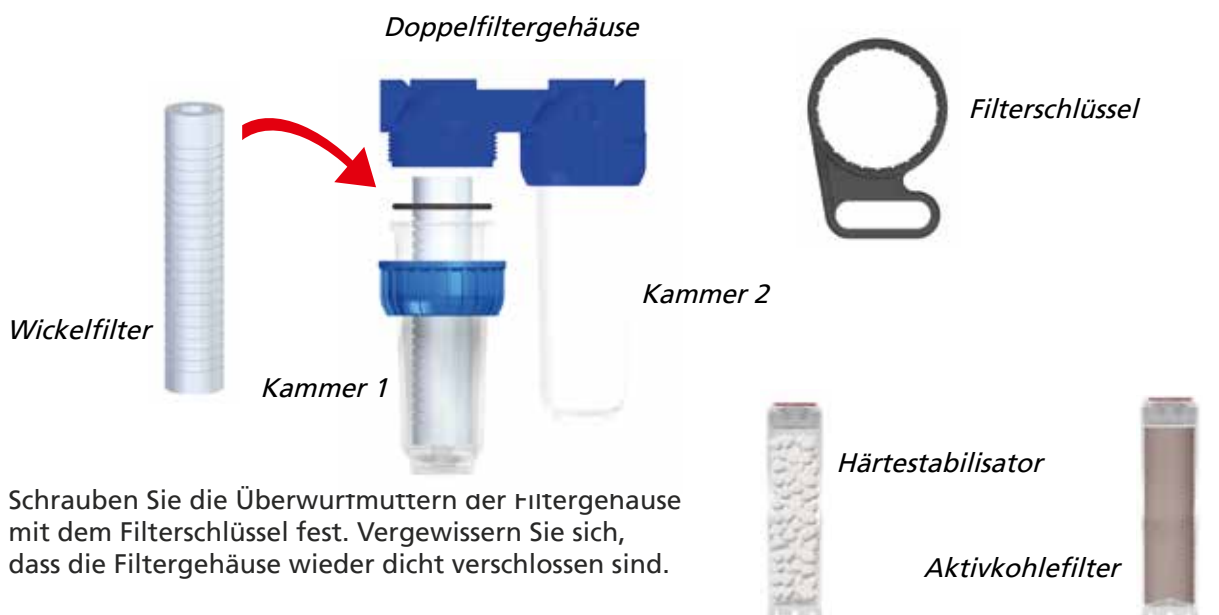 Doppelfiltergehäuse
Filterschlüssel
Wickelfilter
Kammer 1
Kammer 2
Härtestabilisator
Aktivkohlefilter
Schrauben Sie die Überwurfmuttern der Filtergehäuse
mit dem Filterschlüssel fest. Vergewissern Sie sich,
dass die Filtergehäuse wieder dicht verschlossen sind.